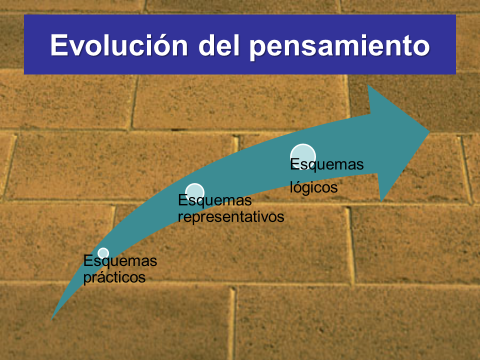 Evolución del pensamiento
Esquemas
lógicos
Esquemas
representativos
Esquemas
prácticos